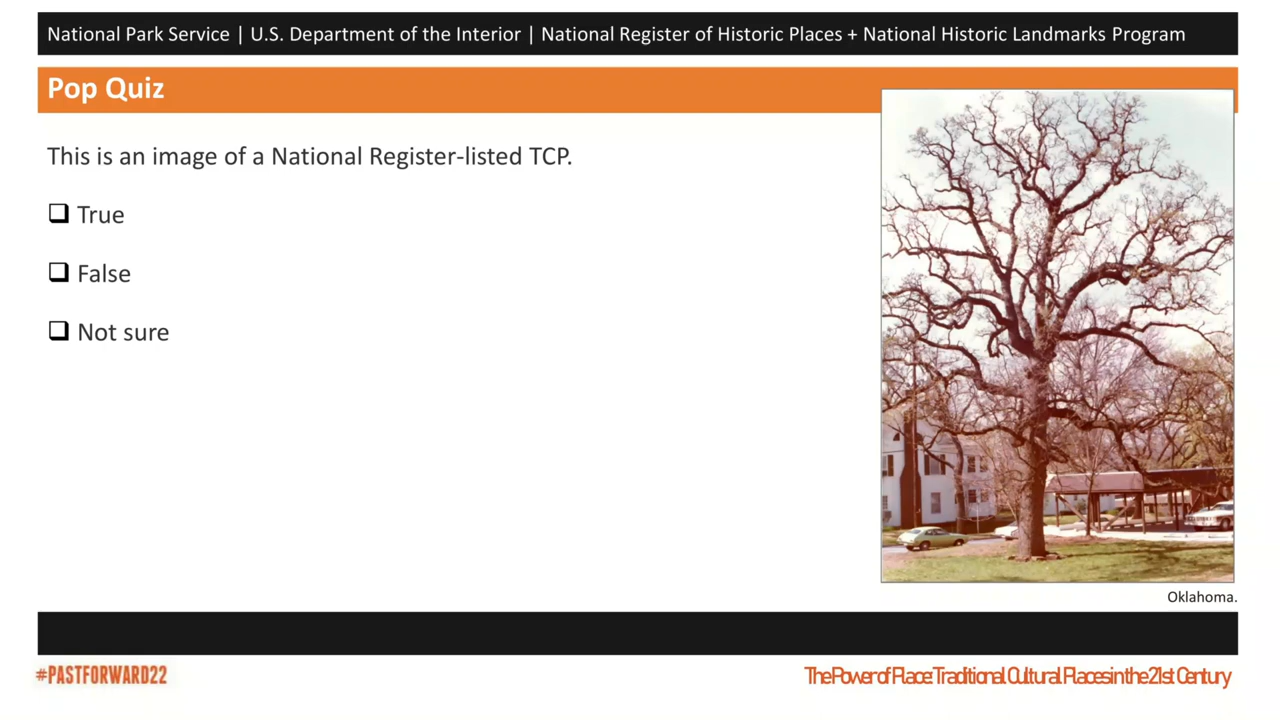 National Park Service | U.S. Department of the Interior | National Register of Historic Places + National Historic Landmarks Program
Pop Quiz
This is an image of a National Register-listed TCP.
True
False
Not sure
Oklahoma.
#PASTFORWARD22
The Power of Place: Traditional Cultural Places in the 21st Century